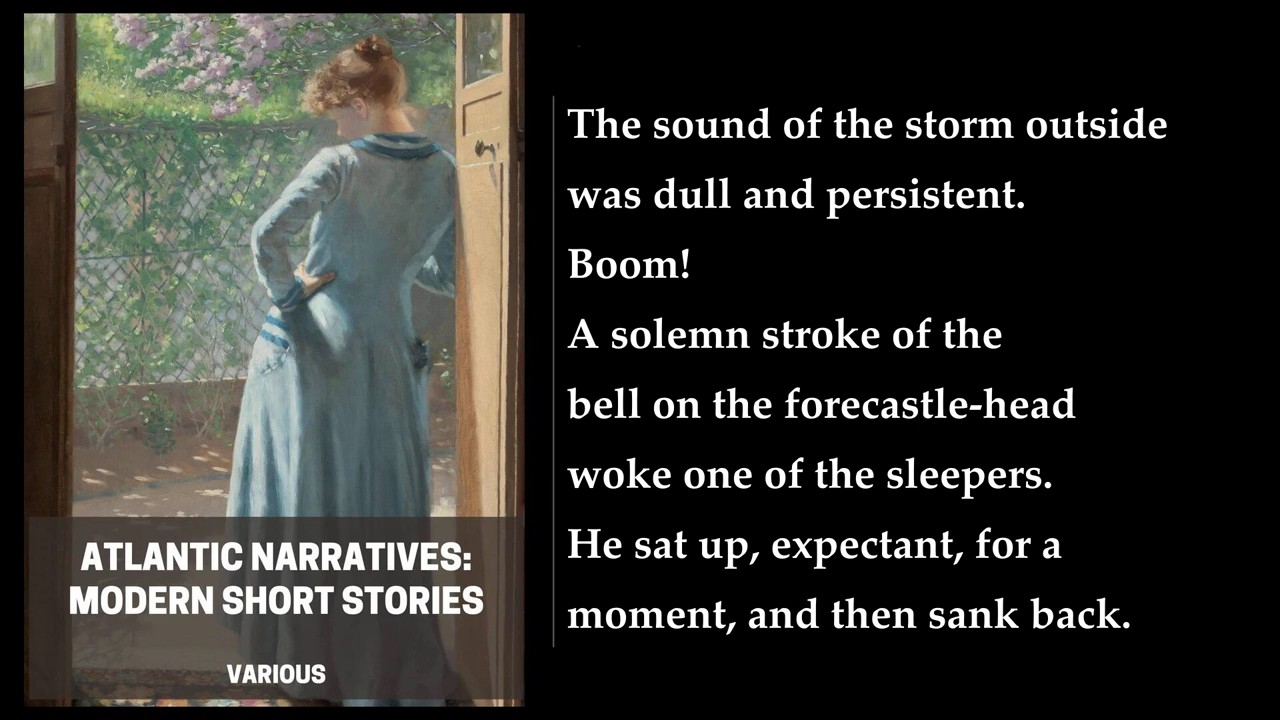 ATLANTIC NARRATIVES:
MODERN SHORT STORIES
VARIOUS
The sound of the storm outside
was dull and persistent.
Boom!
A solemn stroke of the
bell on the forecastle-head
woke one of the sleepers.
He sat up, expectant, for a
moment, and then sank back.